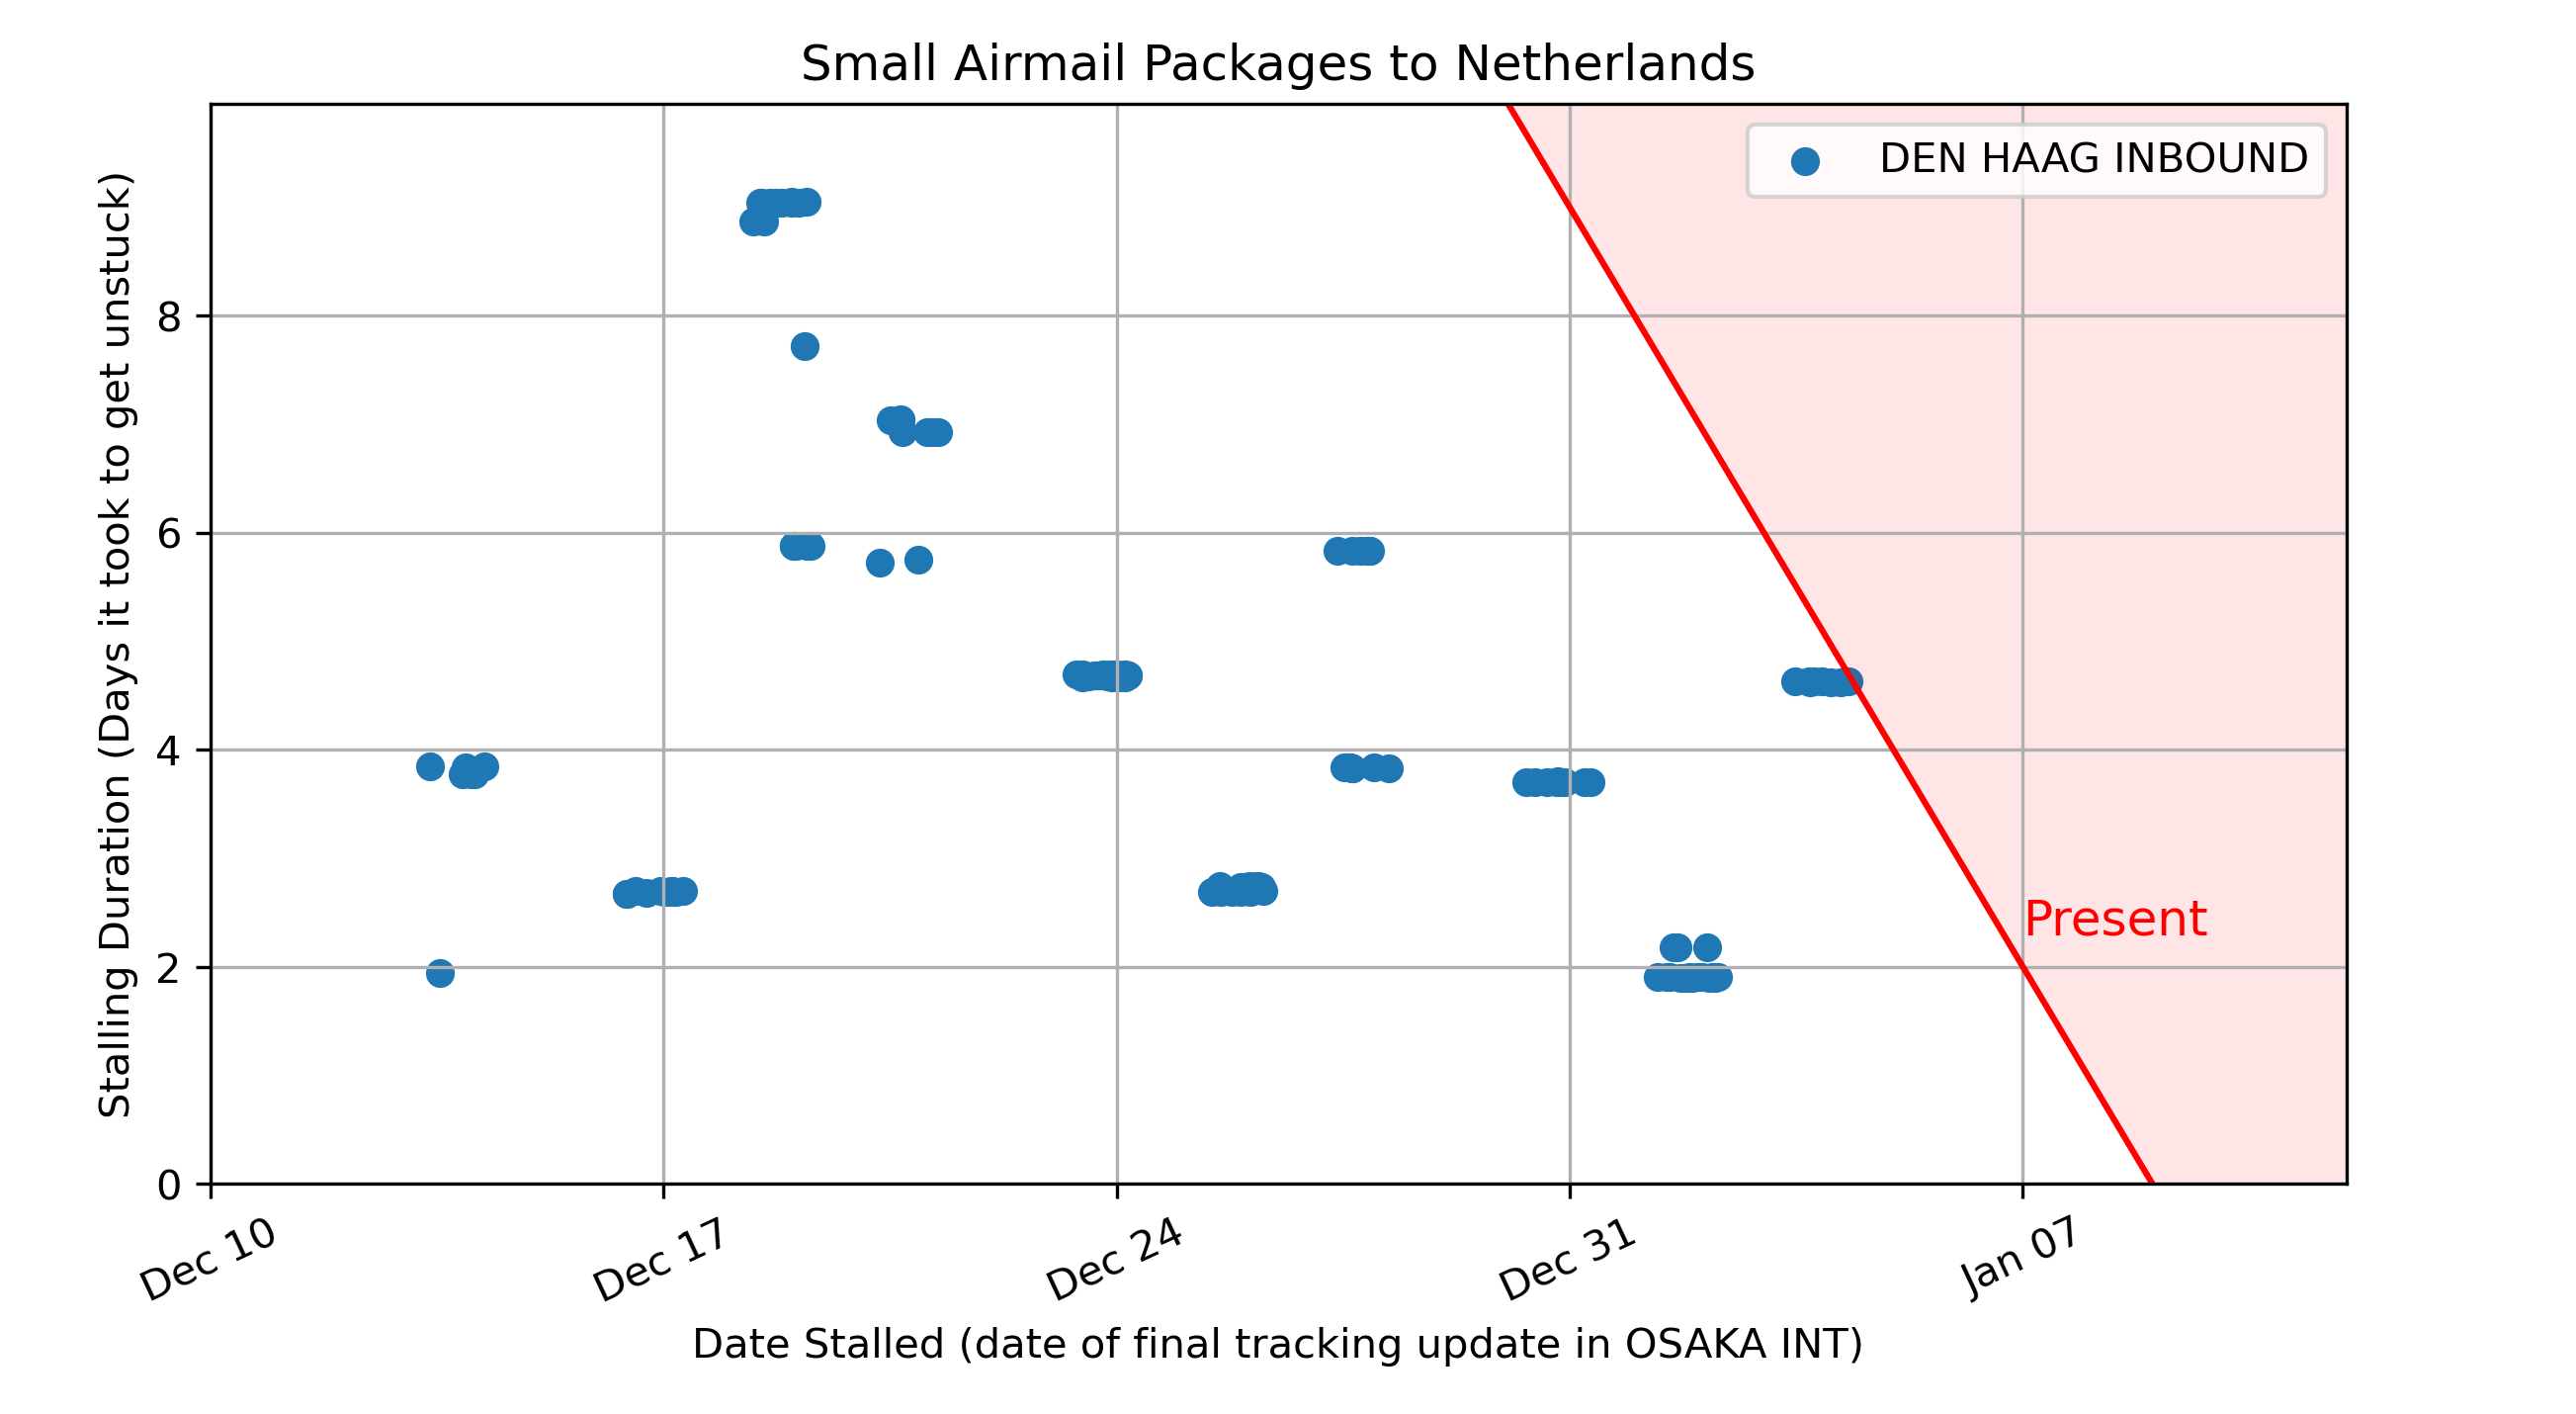 Small Airmail Packages to Netherlands
DEN HAAG INBOUND
Stalling Duration (Days it took to get unstuck)
8
6
4
2
0
Present
Dec 10
Dec 17
Dec 24
Dec 31
Jan 07
Date Stalled (date of final tracking update in OSAKA INT)